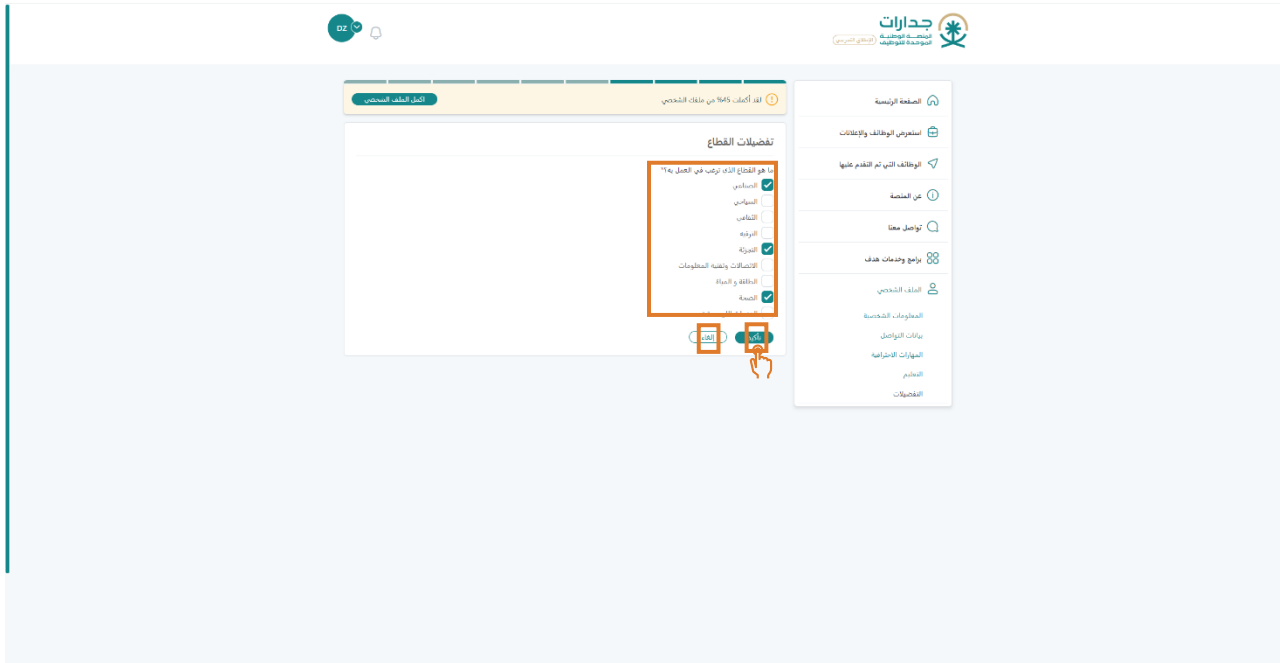 جدارات
المنصة الوطنية
الموحدة للتوظيف
DZ
الصفحة الرئيسية
استعرض الوظائف والإعلانات
الوظائف التي تم التقدم عليها
عن المنصة
تواصل معنا
برامج وخدمات هدف
الملف الشخصي
المعلومات الشخصية
بيانات التواصل
المهارات الاحترافية
التعليم
التفضيلات
لقد أكملت 45% من ملفك الشخصي
اكمل الملف الشخصي
تفضيلات القطاع
ما هو القطاع الذي ترغب في العمل به؟*
الصناعي
السياحي
الثقافي
الترفيه
التجزئة
الاتصالات وتقنية المعلومات
الطاقة و المياة
الصحة
تأكيد
إلغاء